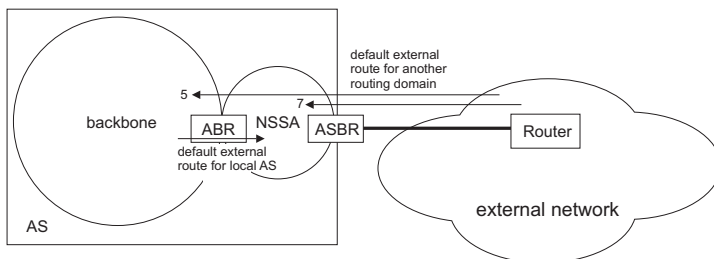 default external
route for another
routing domain
5
7
backbone
ABR
NSSA
ASBR
Router
default external
route for local AS
AS
external network